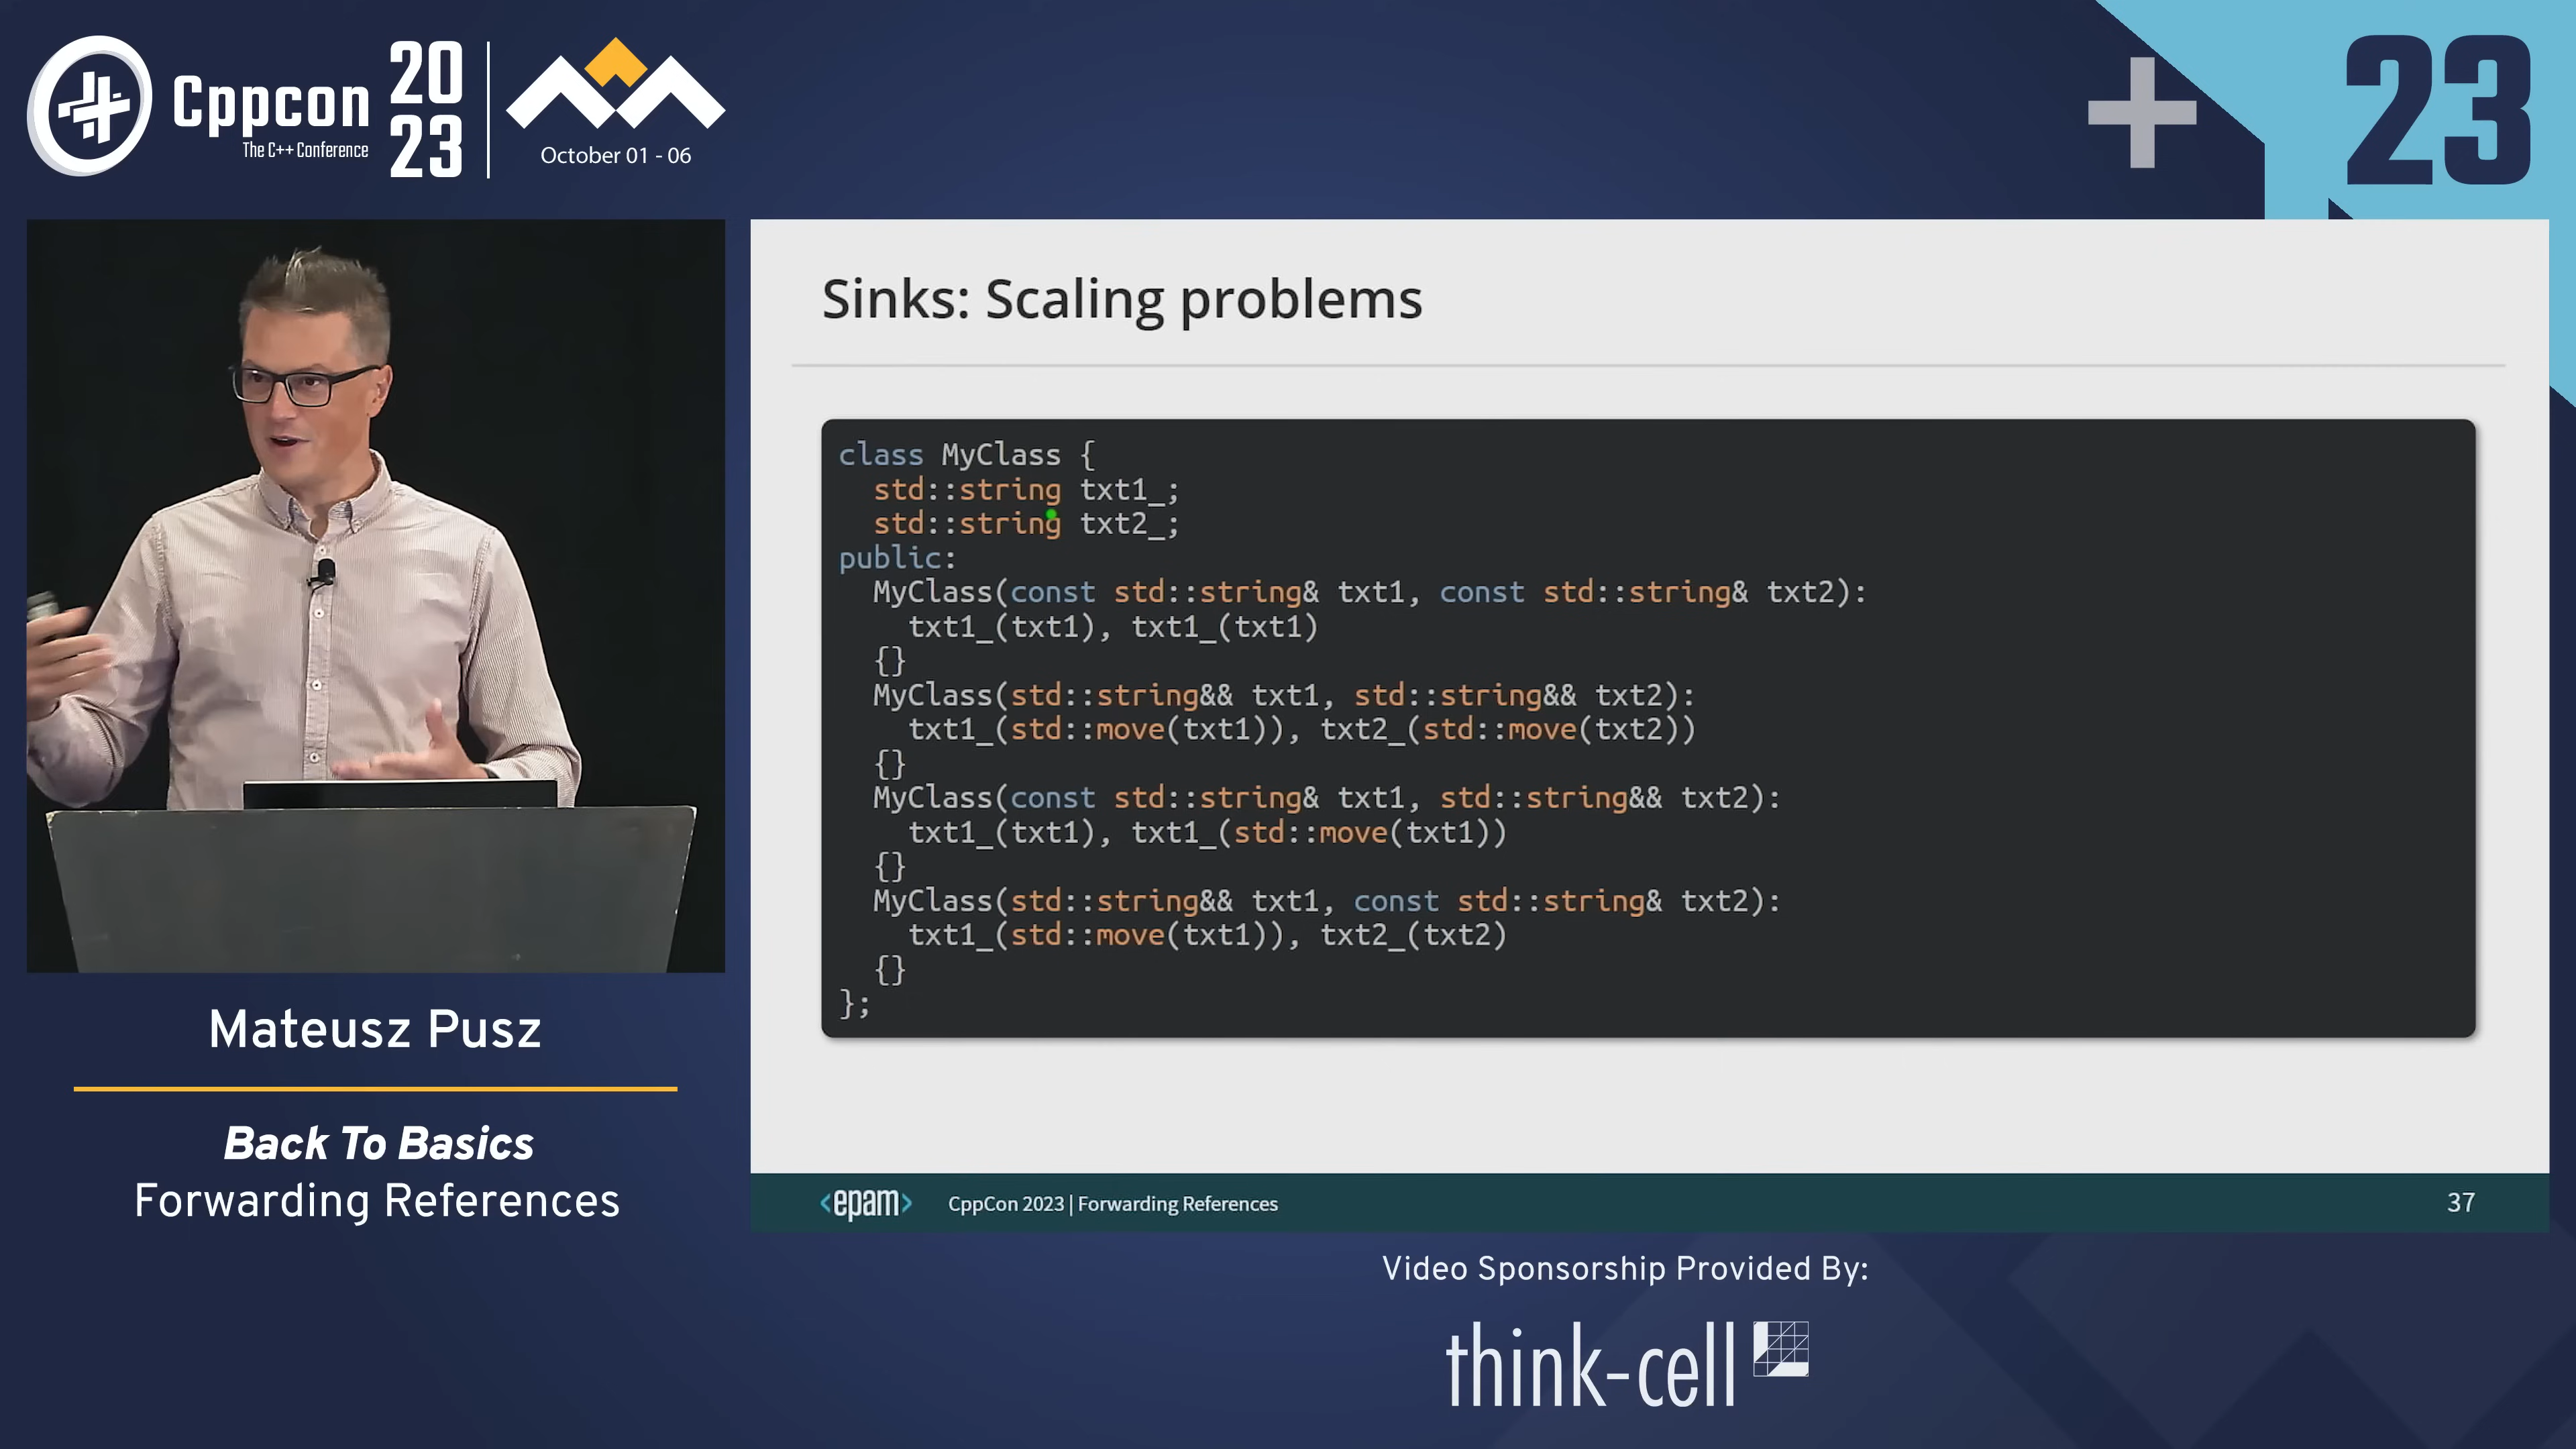 Cppcon
The C++ Conference
20
23
October 01 - 06
+ 23
Sinks: Scaling problems
class MyClass {
  std::string txt1_;
  std::string txt2_;
public:
  MyClass(const std::string& txt1, const std::string& txt2):
    txt1_(txt1), txt1_(txt1)
  {}
  MyClass(std::string&& txt1, std::string&& txt2):
    txt1_(std::move(txt1)), txt2_(std::move(txt2))
  {}
  MyClass(const std::string& txt1, std::string&& txt2):
    txt1_(txt1), txt1_(std::move(txt1))
  {}
  MyClass(std::string&& txt1, const std::string& txt2):
    txt1_(std::move(txt1)), txt2_(txt2)
  {}
};
<epam>
CppCon 2023 | Forwarding References
37
Mateusz Pusz
Back To Basics
Forwarding References
Video Sponsorship Provided By:
think-cell